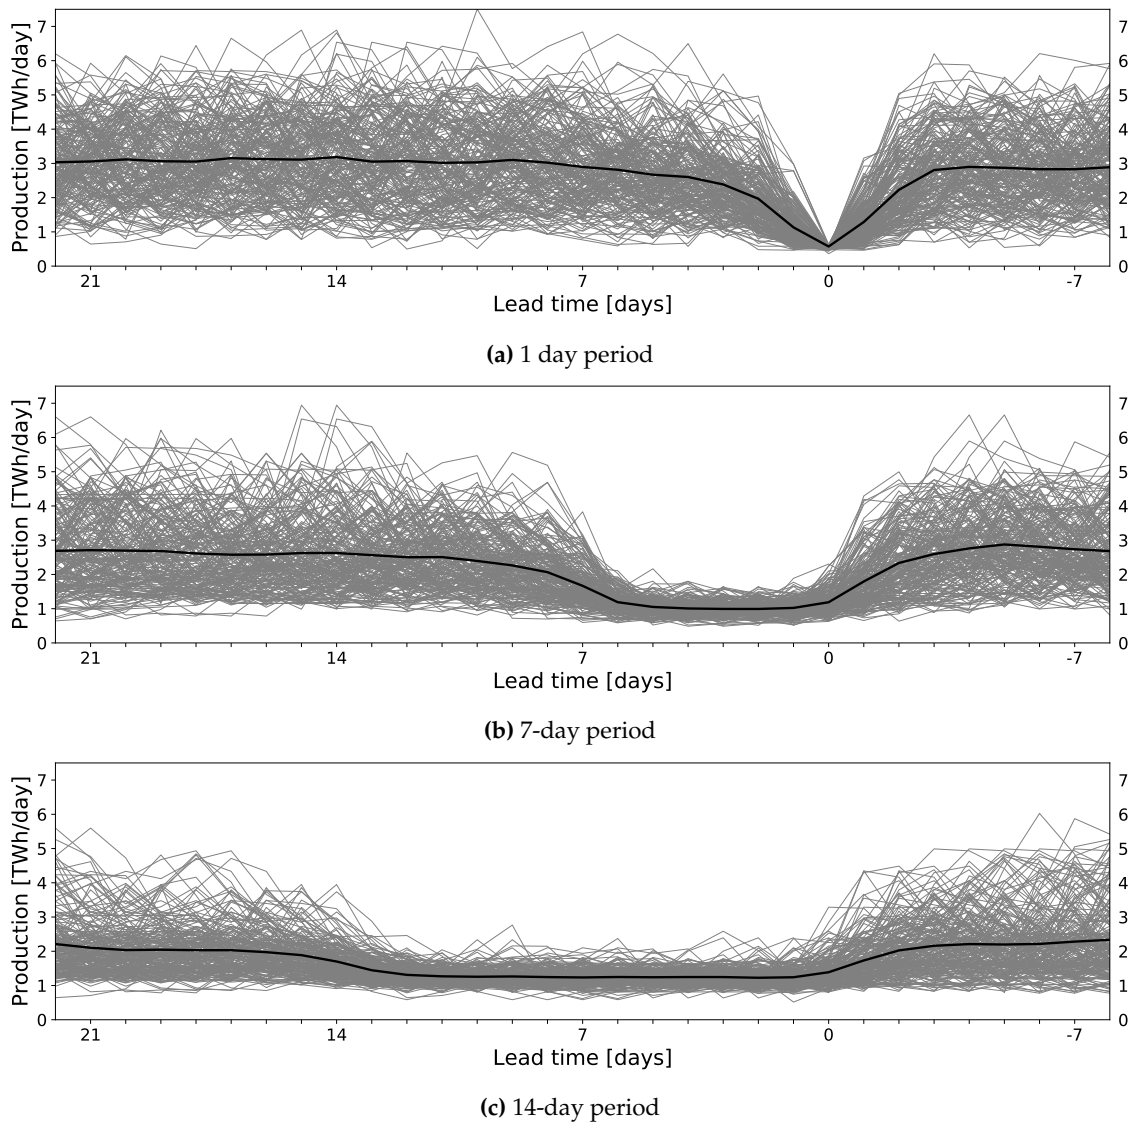 7 7
6 6
5 5
4 4
3 3
2 2
1 1
0 0
Production [TWh/day]
21 14 7 0 -7
Lead time [days]
(a) 1 day period
7 7
6 6
5 5
4 4
3 3
2 2
1 1
0 0
Production [TWh/day]
21 14 7 0 -7
Lead time [days]
(b) 7-day period
7 7
6 6
5 5
4 4
3 3
2 2
1 1
0 0
Production [TWh/day]
21 14 7 0 -7
Lead time [days]
(c) 14-day period